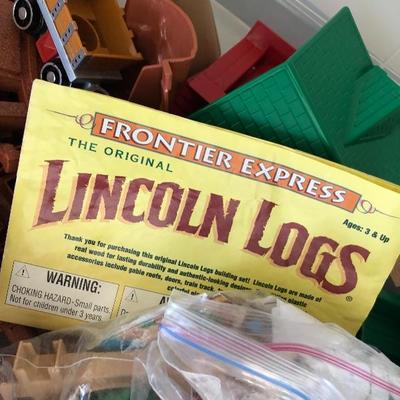 FRONTIER EXPRESS
THE ORIGINAL
LINCOLN LOGS®
Ages: 3 & Up
Thank you for purchasing this original Lincoln Logs building set! Lincoln Logs are made of
real wood for lasting durability and authentic-looking designs.
accessories include gable roofs, doors, train track,
WARNING:
CHOKING HAZARD-Small parts.
Not for children under 3 years.